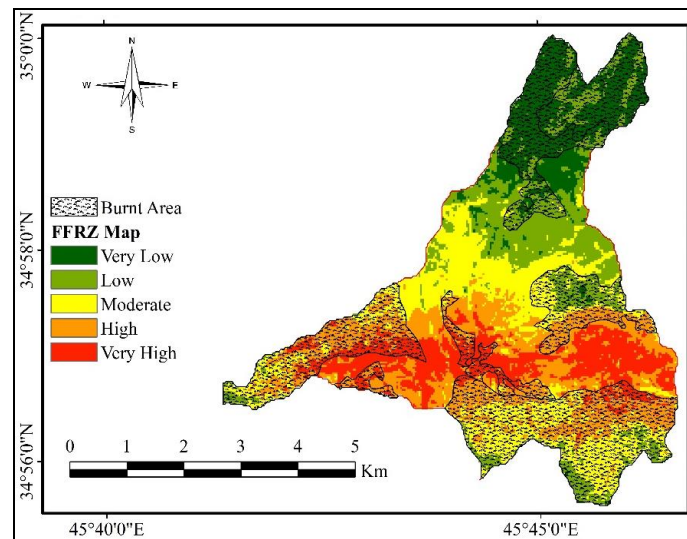 35°0'0"N
34°58'0"N
34°56'0"N
N
W
E
S
Burnt Area
FFRZ Map
Very Low
Low
Moderate
High
Very High
0 1 2 3 4 5
Km
45°40'0"E
45°45'0"E